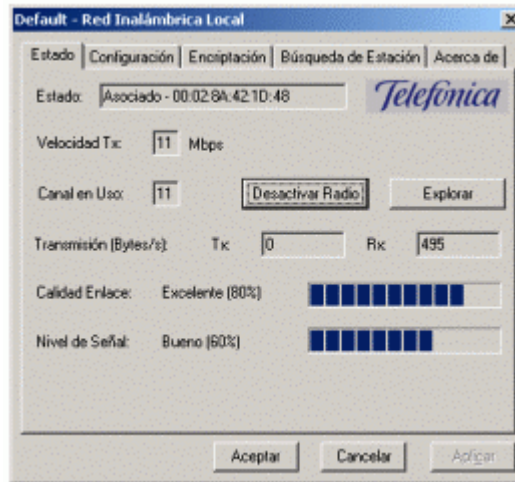 Default - Red Inalámbrica Local
Estado Configuración Encriptación Búsqueda de Estación Acerca de
Estado: Asociado - 00:02:8A:42:1D:48 Telefónica
Velocidad Tx: 11 Mbps
Canal en Uso: 11 Desactivar Radio Explorar
Transmisión (Bytes/s): Tx: 0 Rx: 495
Calidad Enlace: Excelente (80%)
Nivel de Señal: Bueno (60%)
Aceptar Cancelar Aplicar